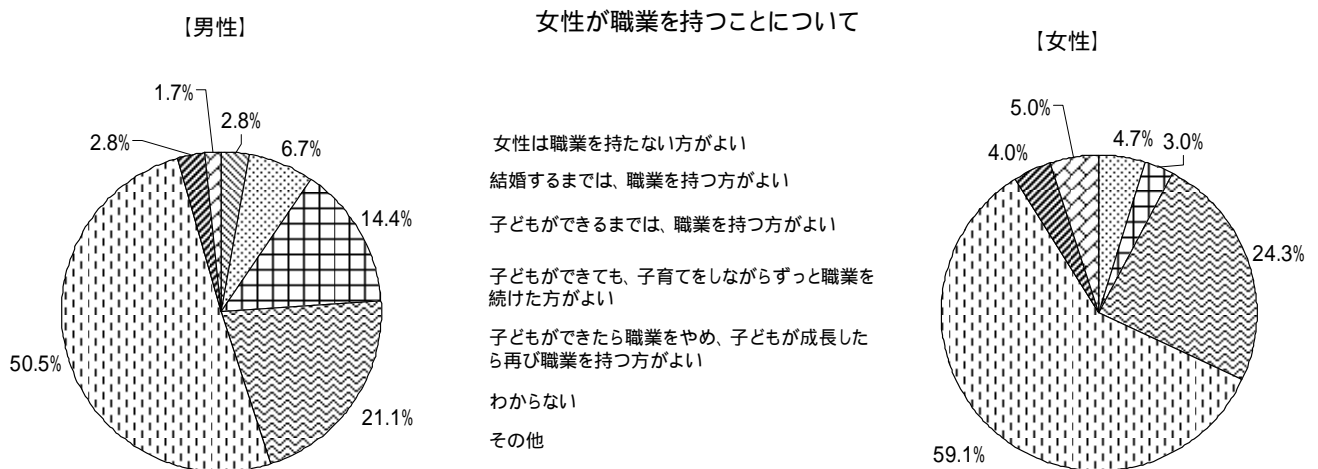 女性が職業を持つことについて
【男性】
1.7%
2.8%
2.8%
6.7%
14.4%
21.1%
50.5%
女性は職業を持たない方がよい
結婚するまでは、職業を持つ方がよい
子どもができるまでは、職業を持つ方がよい
子どもができても、子育てをしながらずっと職業を
続けた方がよい
子どもができたら職業をやめ、子どもが成長した
ら再び職業を持つ方がよい
わからない
その他
【女性】
5.0%
4.0%
4.7%
3.0%
24.3%
59.1%